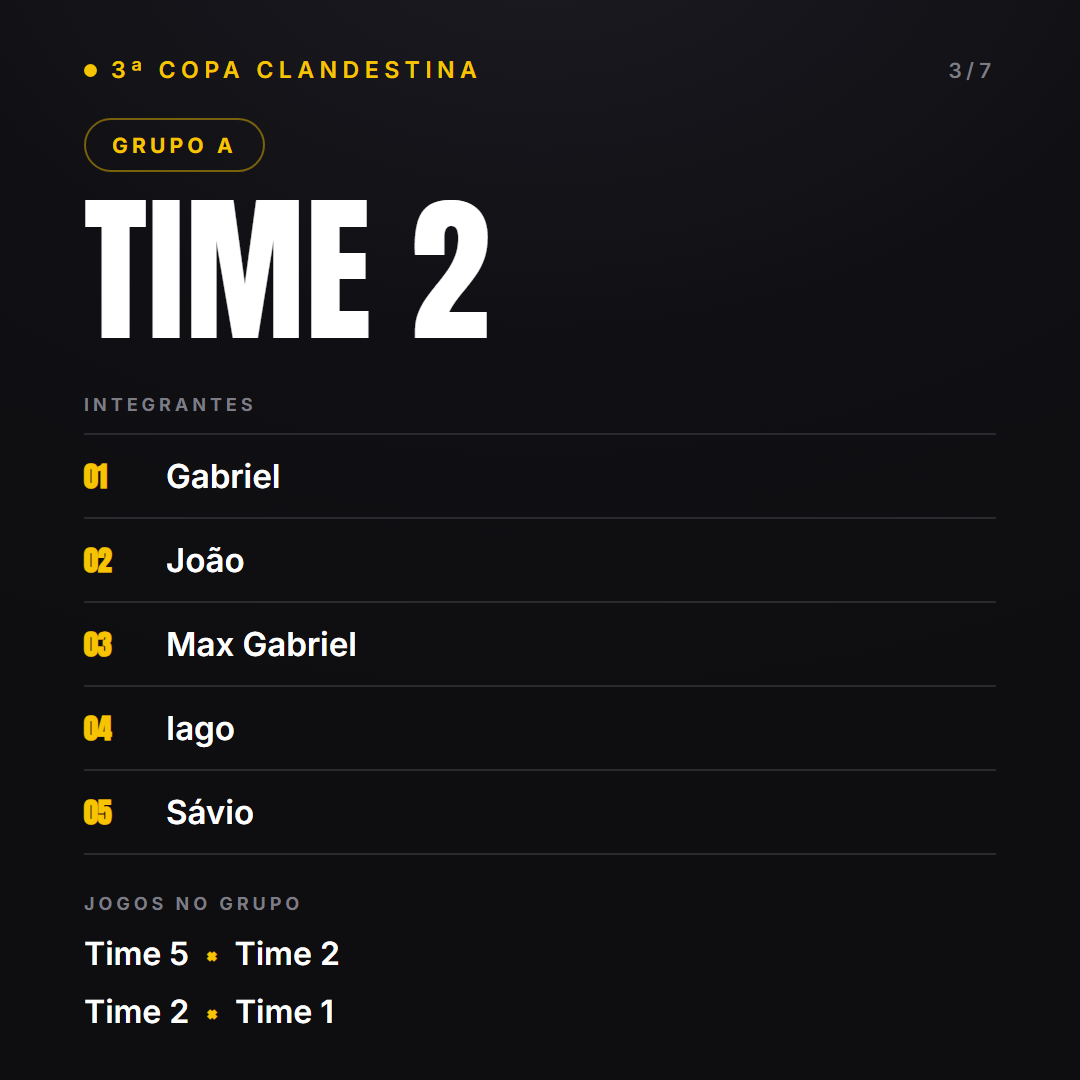 3ª COPA CLANDESTINA
3/7
GRUPO A
TIME 2
INTEGRANTES
01 Gabriel
02 João
03 Max Gabriel
04 Iago
05 Sávio
JOGOS NO GRUPO
Time 5 × Time 2
Time 2 × Time 1